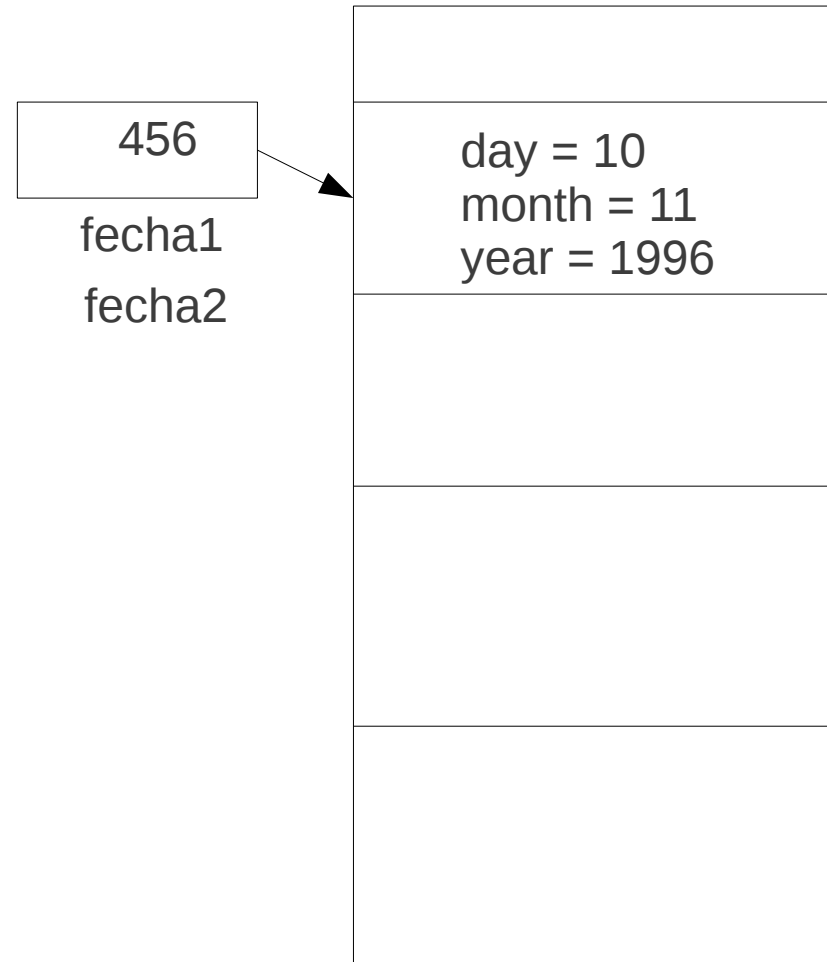 456
fecha1
fecha2
day = 10
month = 11
year = 1996